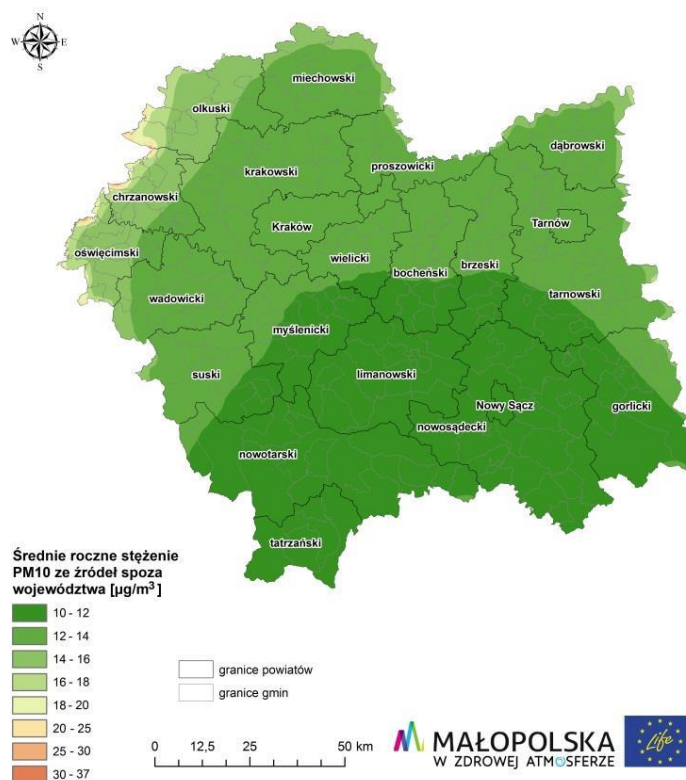 N
W E
S
miechowski
olkuski
dąbrowski
krakowski
proszowicki
chrzanowski
Kraków
Tarnów
wielicki
oświęcimski
bocheński
brzeski
wadowicki
tarnowski
myślenicki
suski
limanowski
Nowy Sącz
gorlicki
nowosądecki
nowotarski
tatrzański
Średnie roczne stężenie
PM10 ze źródeł spoza
województwa [µg/m³]
10 - 12
12 - 14
14 - 16
16 - 18
18 - 20
20 - 25
25 - 30
30 - 37
granice powiatów
granice gmin
0 12,5 25 50 km
MAŁOPOLSKA
W ZDROWEJ ATMOSFERZE
Life